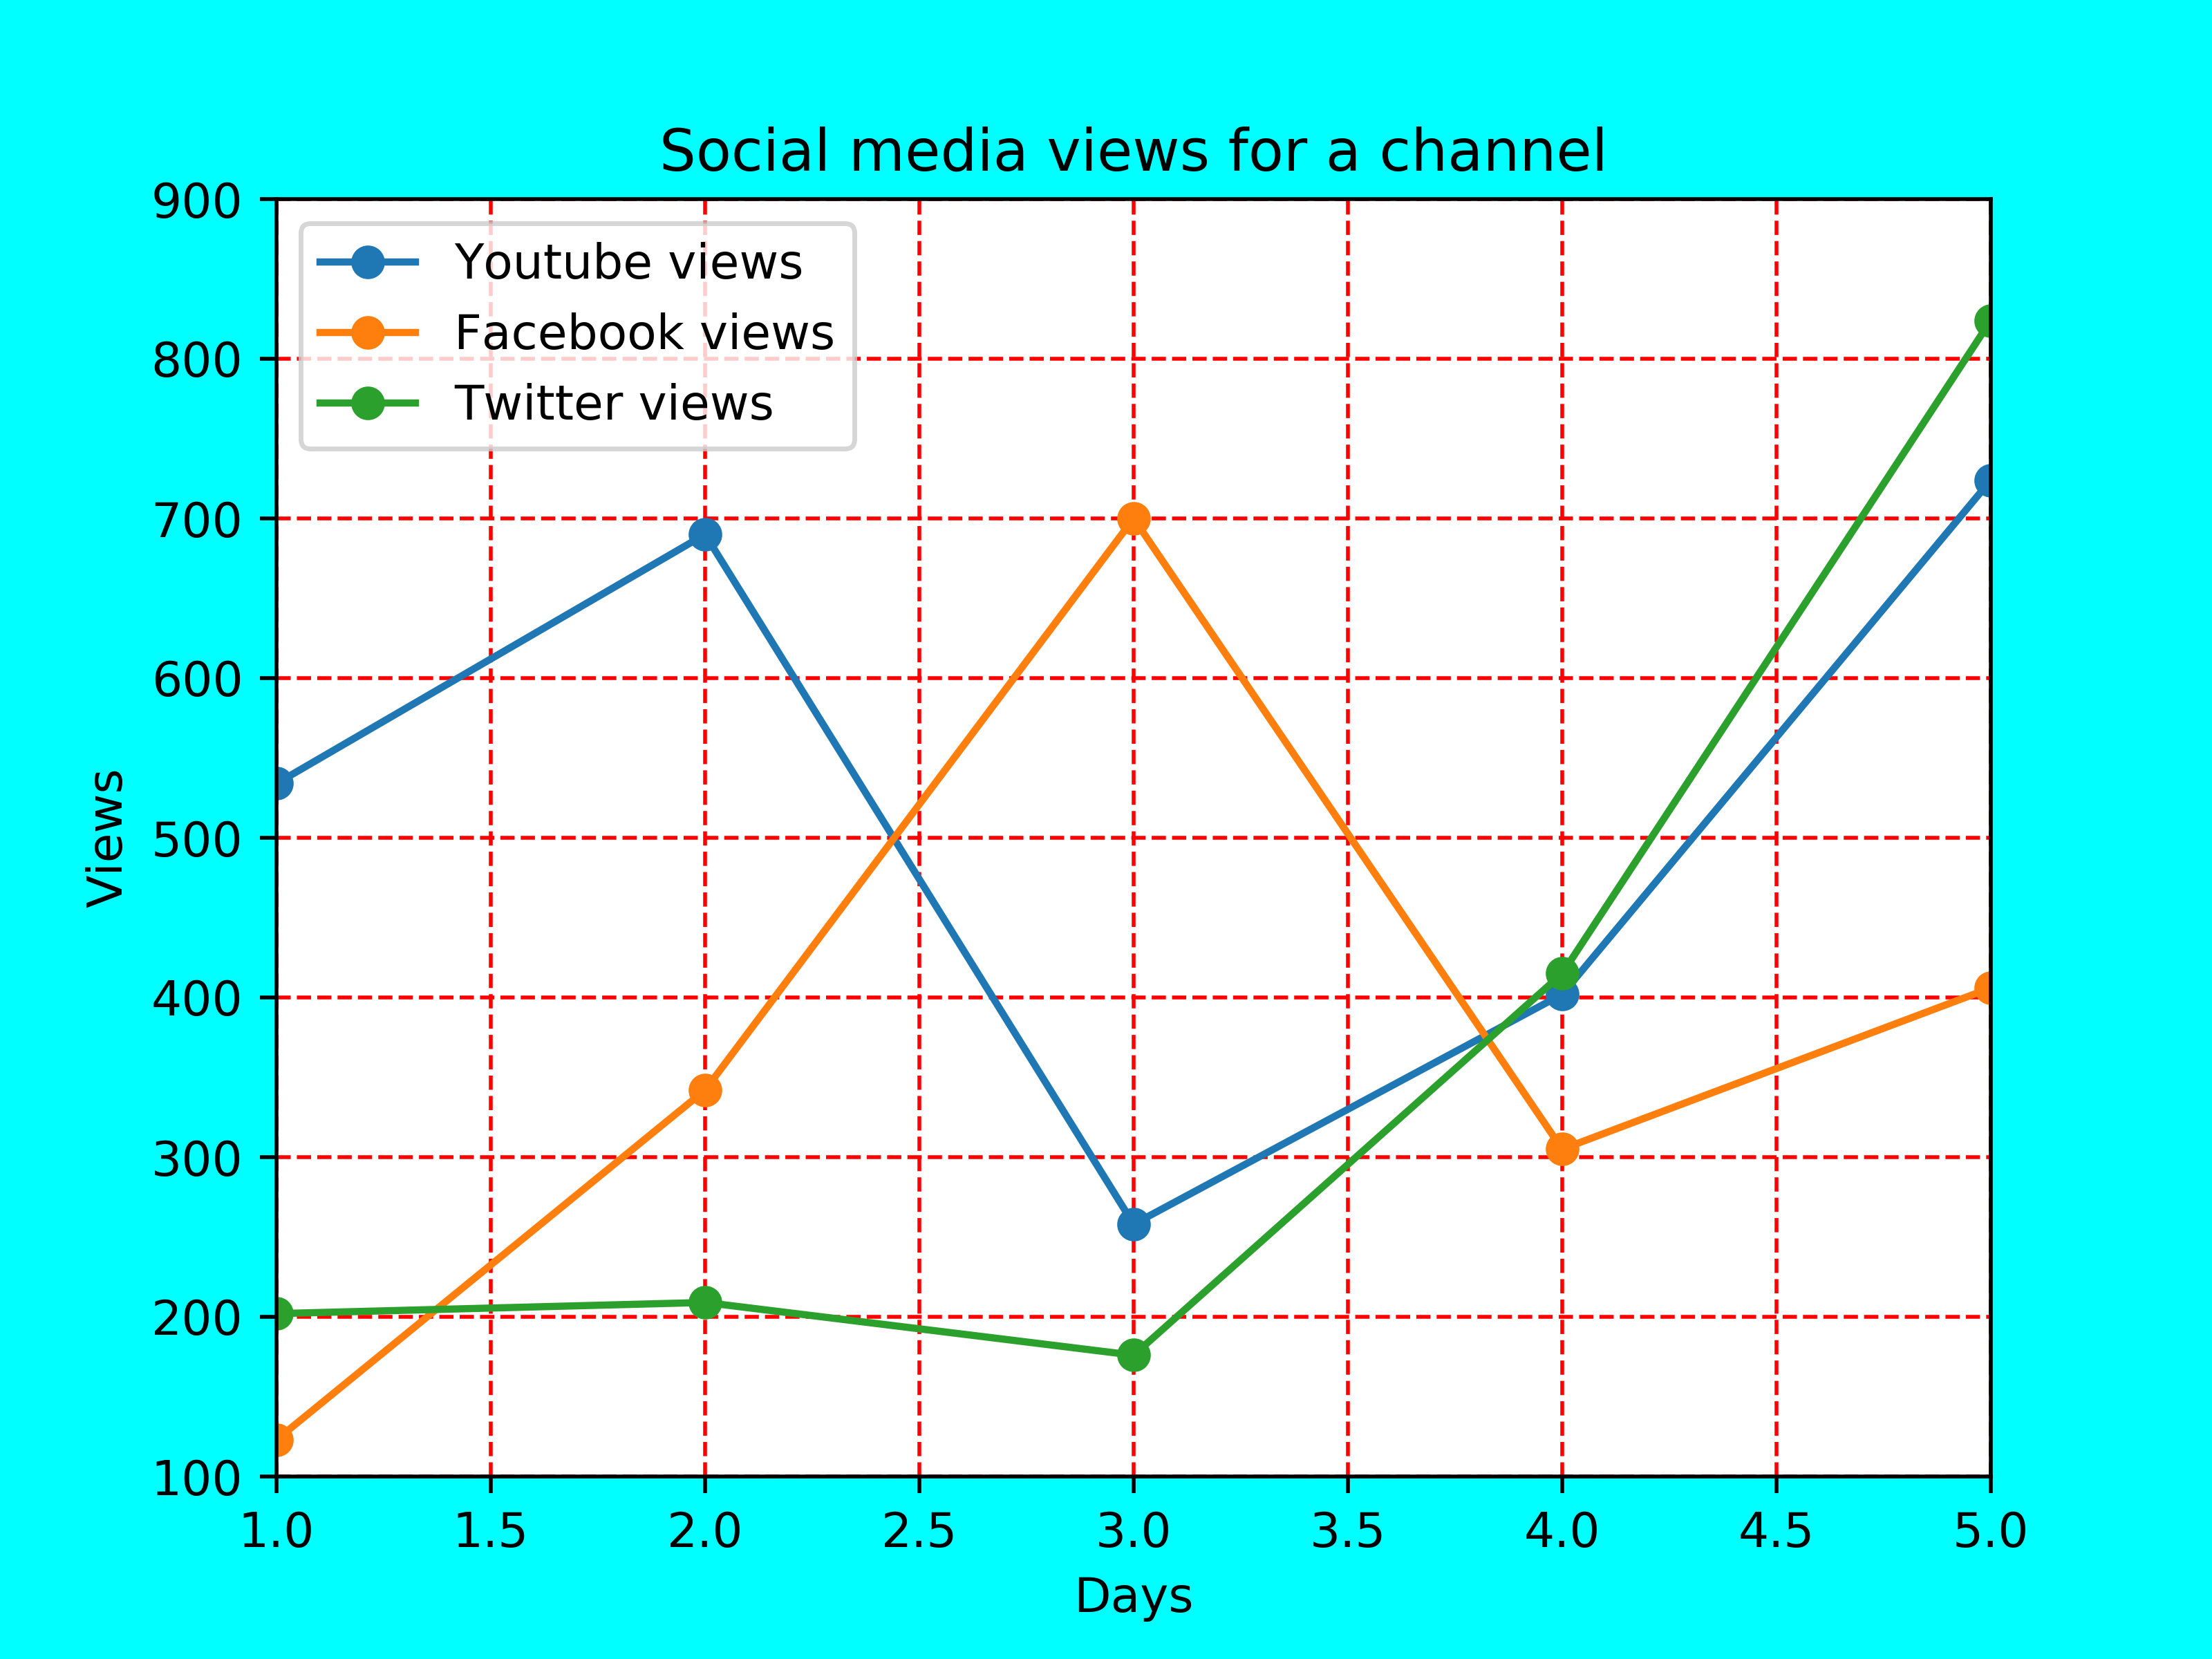 Social media views for a channel
900
800
700
600
500
400
300
200
100
Views
Youtube views
Facebook views
Twitter views
1.0 1.5 2.0 2.5 3.0 3.5 4.0 4.5 5.0
Days